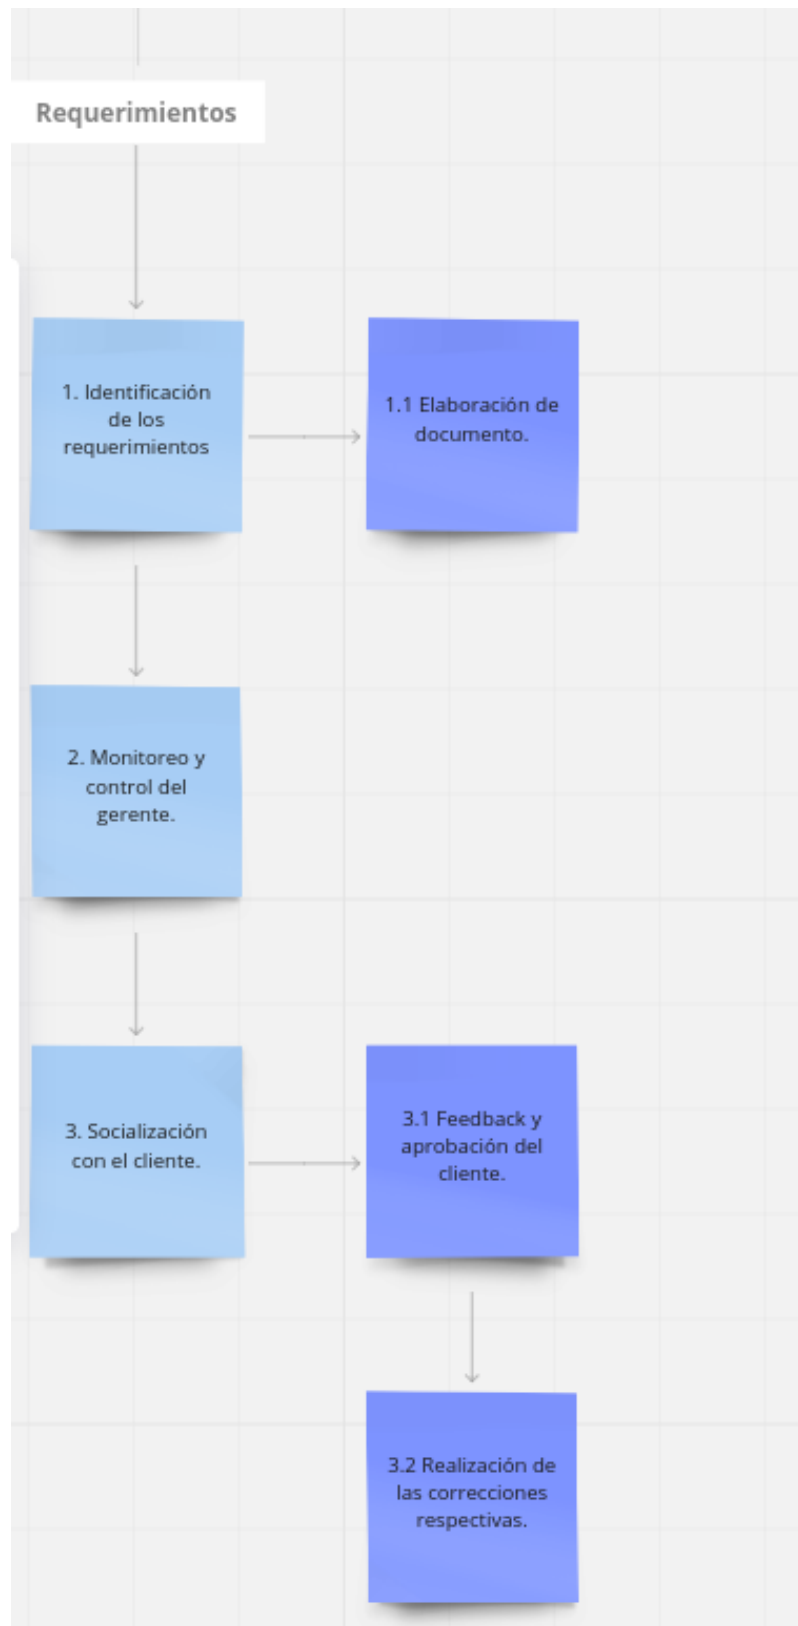 Requerimientos
1. Identificación
de los
requerimientos
1.1 Elaboración de
documento.
2. Monitoreo y
control del
gerente.
3. Socialización
con el cliente.
3.1 Feedback y
aprobación del
cliente.
3.2 Realización de
las correcciones
respectivas.